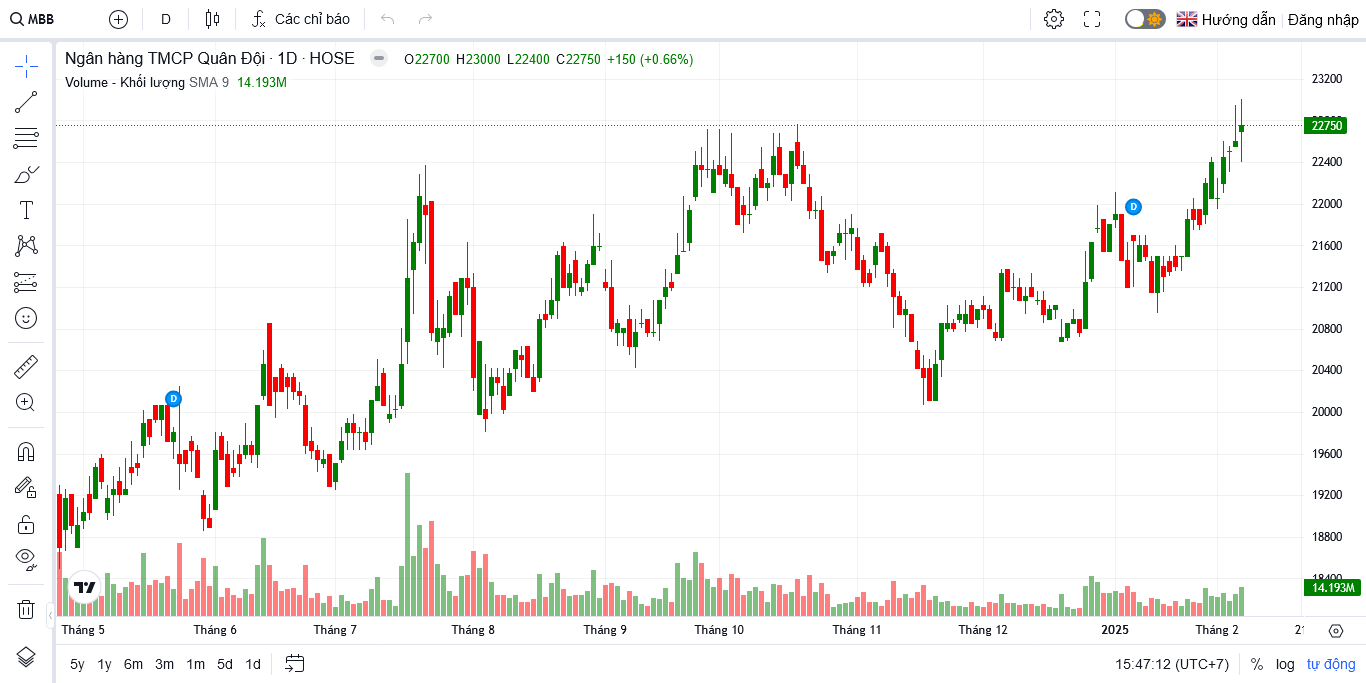 MBB D Các chỉ báo Hướng dẫn Đăng nhập
Ngân hàng TMCP Quân Đội · 1D · HOSE O22700 H23000 L22400 C22750 +150 (+0.66%)
Volume - Khối lượng SMA 9 14.193M
23200
22750
22400
22000
21600
21200
20800
20400
20000
19600
19200
18800
18400
14.193M
D
D
Tháng 5 Tháng 6 Tháng 7 Tháng 8 Tháng 9 Tháng 10 Tháng 11 Tháng 12 2025 Tháng 2
5y 1y 6m 3m 1m 5d 1d 15:47:12 (UTC+7) % log tự động